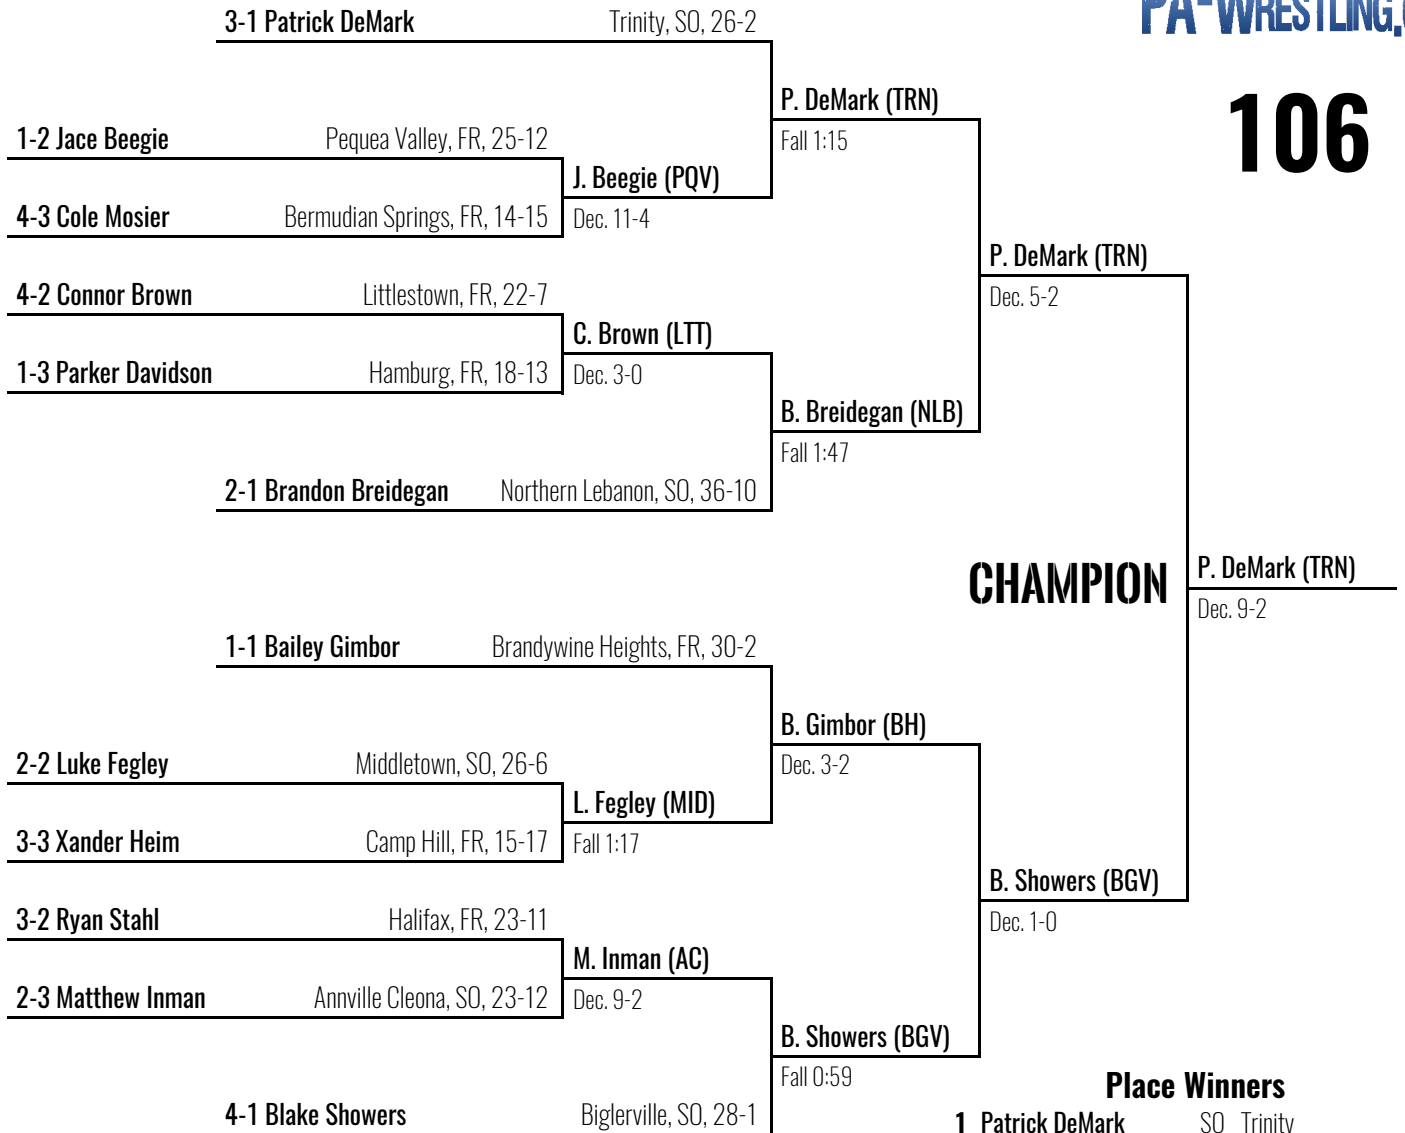 PA-WRESTLING.
106
3-1 Patrick DeMark Trinity, SO, 26-2
P. DeMark (TRN)
Fall 1:15
1-2 Jace Beegie Pequea Valley, FR, 25-12
J. Beegie (PQV)
Dec. 11-4
4-3 Cole Mosier Bermudian Springs, FR, 14-15
P. DeMark (TRN)
Dec. 5-2
4-2 Connor Brown Littlestown, FR, 22-7
C. Brown (LTT)
Dec. 3-0
1-3 Parker Davidson Hamburg, FR, 18-13
B. Breidegan (NLB)
Fall 1:47
2-1 Brandon Breidegan Northern Lebanon, SO, 36-10
CHAMPION
P. DeMark (TRN)
Dec. 9-2
1-1 Bailey Gimbor Brandywine Heights, FR, 30-2
B. Gimbor (BH)
Dec. 3-2
2-2 Luke Fegley Middletown, SO, 26-6
L. Fegley (MID)
Fall 1:17
3-3 Xander Heim Camp Hill, FR, 15-17
B. Showers (BGV)
Dec. 1-0
3-2 Ryan Stahl Halifax, FR, 23-11
M. Inman (AC)
Dec. 9-2
2-3 Matthew Inman Annville Cleona, SO, 23-12
B. Showers (BGV)
Fall 0:59
4-1 Blake Showers Biglerville, SO, 28-1
Place Winners
1 Patrick DeMark SO Trinity